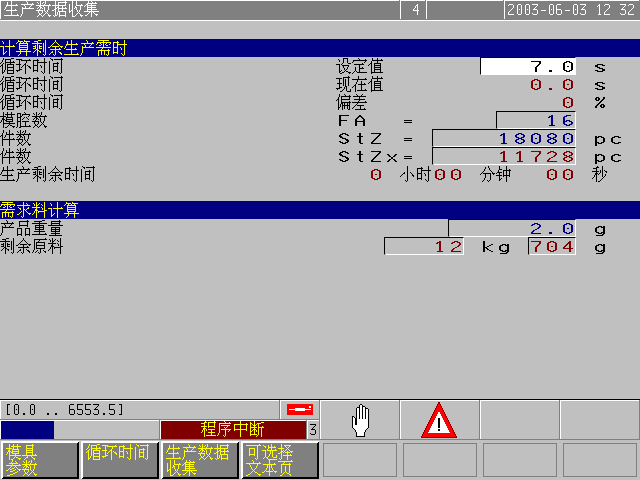 生产数据收集 4 2003-06-03 12 32
计算剩余生产需时
循环时间 设定值 7.0 s
循环时间 现在值 0.0 s
循环时间 偏差 0 %
模腔数 FA = 16
件数 StZ = 18080 pc
件数 StZx= 11728 pc
生产剩余时间 0 小时00 分钟 00 秒
需求料计算
产品重量 2.0 g
剩余原料 12 kg 704 g
[0.0 .. 6553.5]
程序中断 3
模具 循环时间 生产数据 可选择
参数 收集 文本页